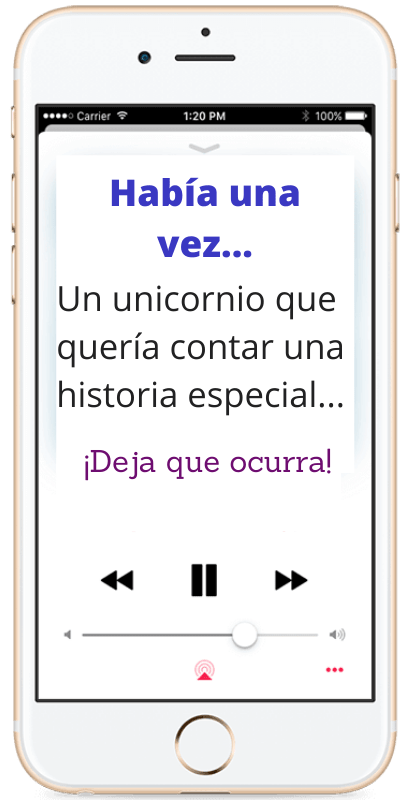 Carrier 1:20 PM 100%
Había una
vez...
Un unicornio que
quería contar una
historia especial...
¡Deja que ocurra!